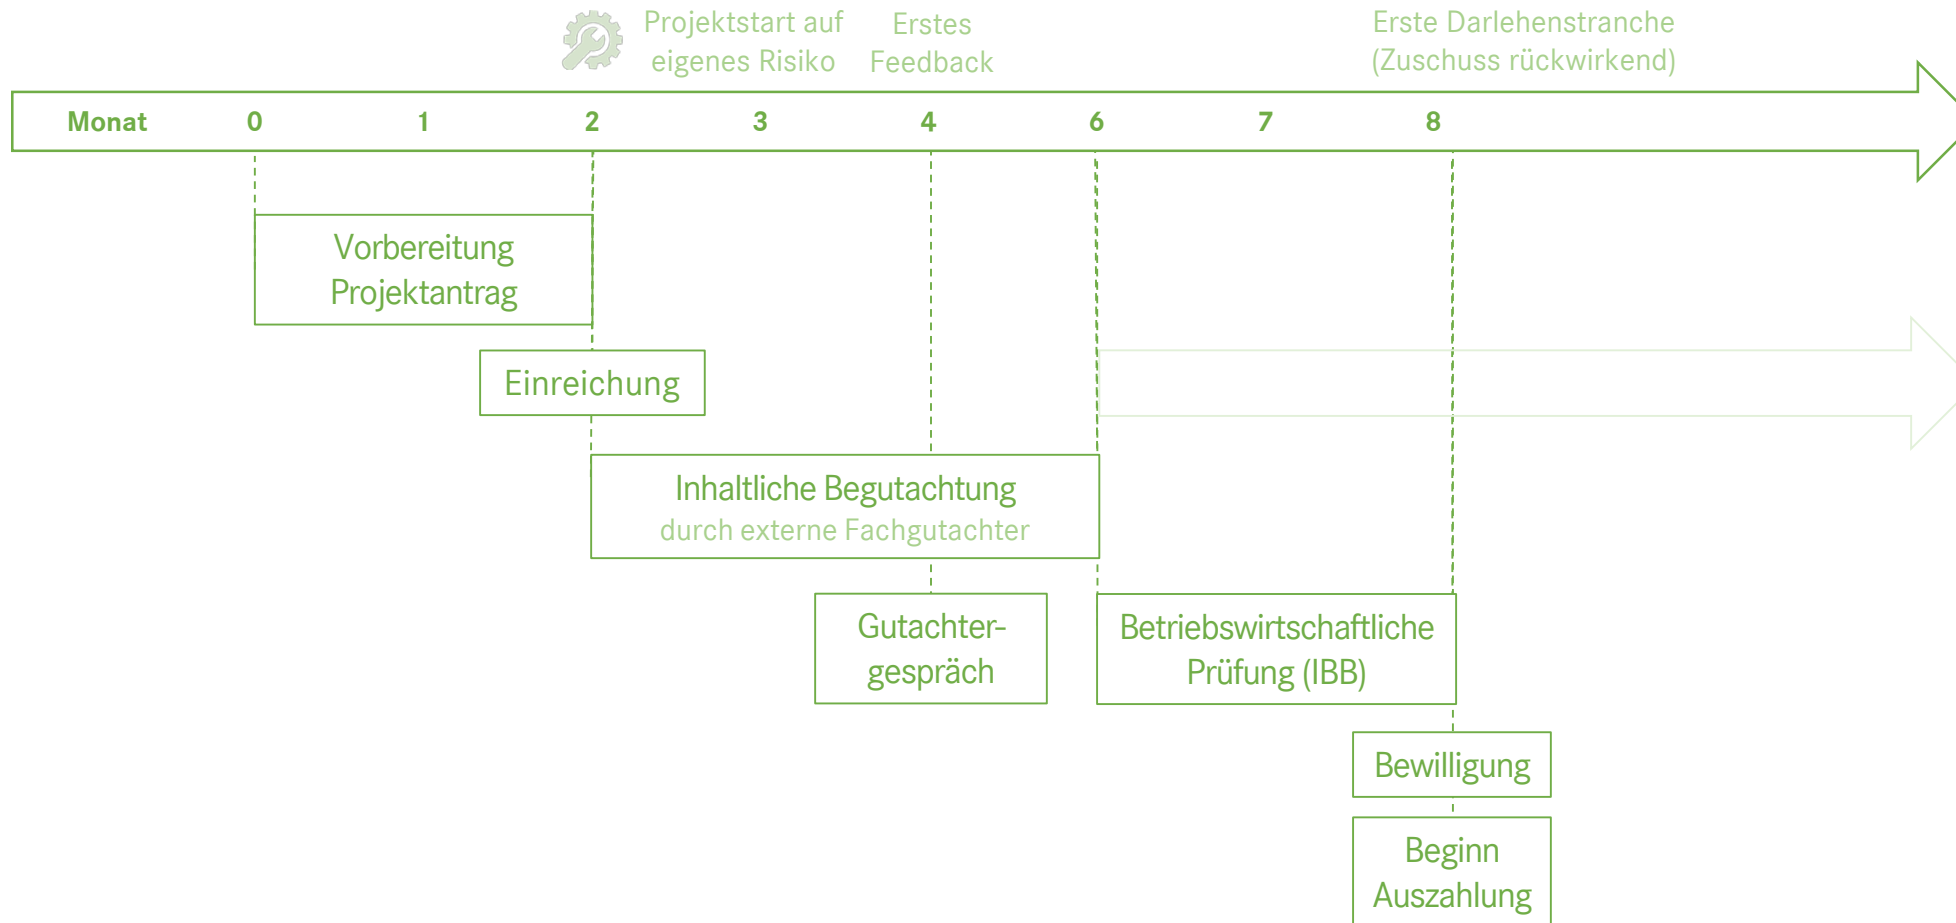 Projektstart auf
eigenes Risiko
Erstes
Feedback
Erste Darlehenstranche
(Zuschuss rückwirkend)
Monat 0 1 2 3 4 6 7 8
Vorbereitung
Projektantrag
Einreichung
Inhaltliche Begutachtung
durch externe Fachgutachter
Gutachter-
gespräch
Betriebswirtschaftliche
Prüfung (IBB)
Bewilligung
Beginn
Auszahlung